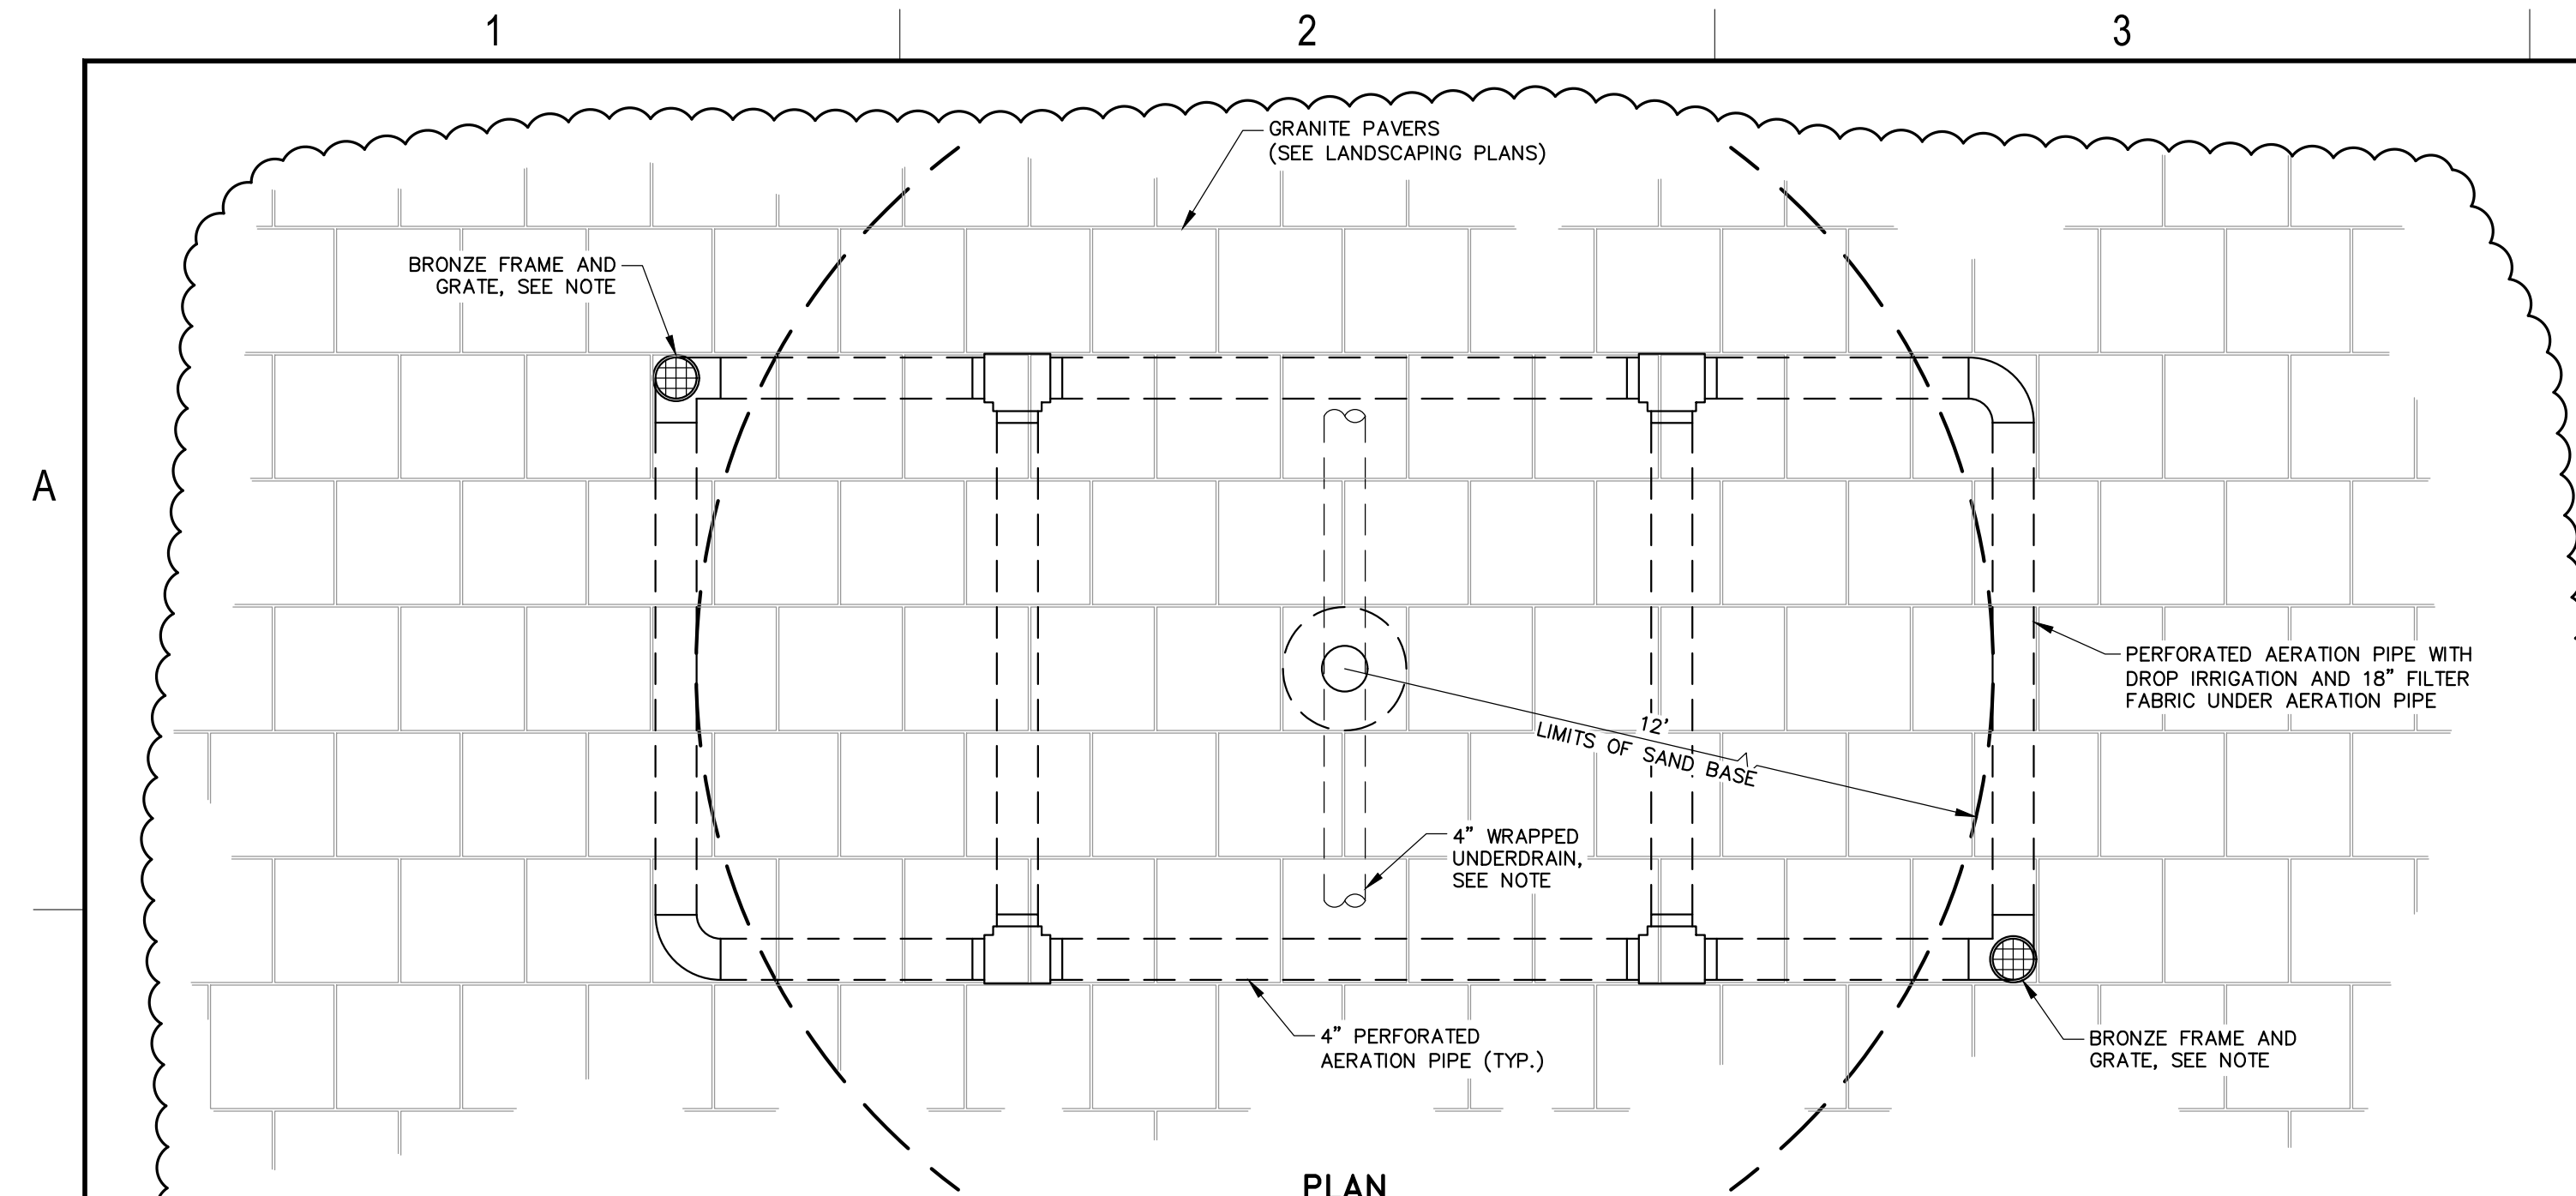 1
2
3
GRANITE PAVERS
(SEE LANDSCAPING PLANS)
BRONZE FRAME AND
GRATE, SEE NOTE
A
PERFORATED AERATION PIPE WITH
DROP IRRIGATION AND 18" FILTER
FABRIC UNDER AERATION PIPE
12'
LIMITS OF SAND BASE
4" WRAPPED
UNDERDRAIN,
SEE NOTE
4" PERFORATED
AERATION PIPE (TYP.)
BRONZE FRAME AND
GRATE, SEE NOTE
PLAN